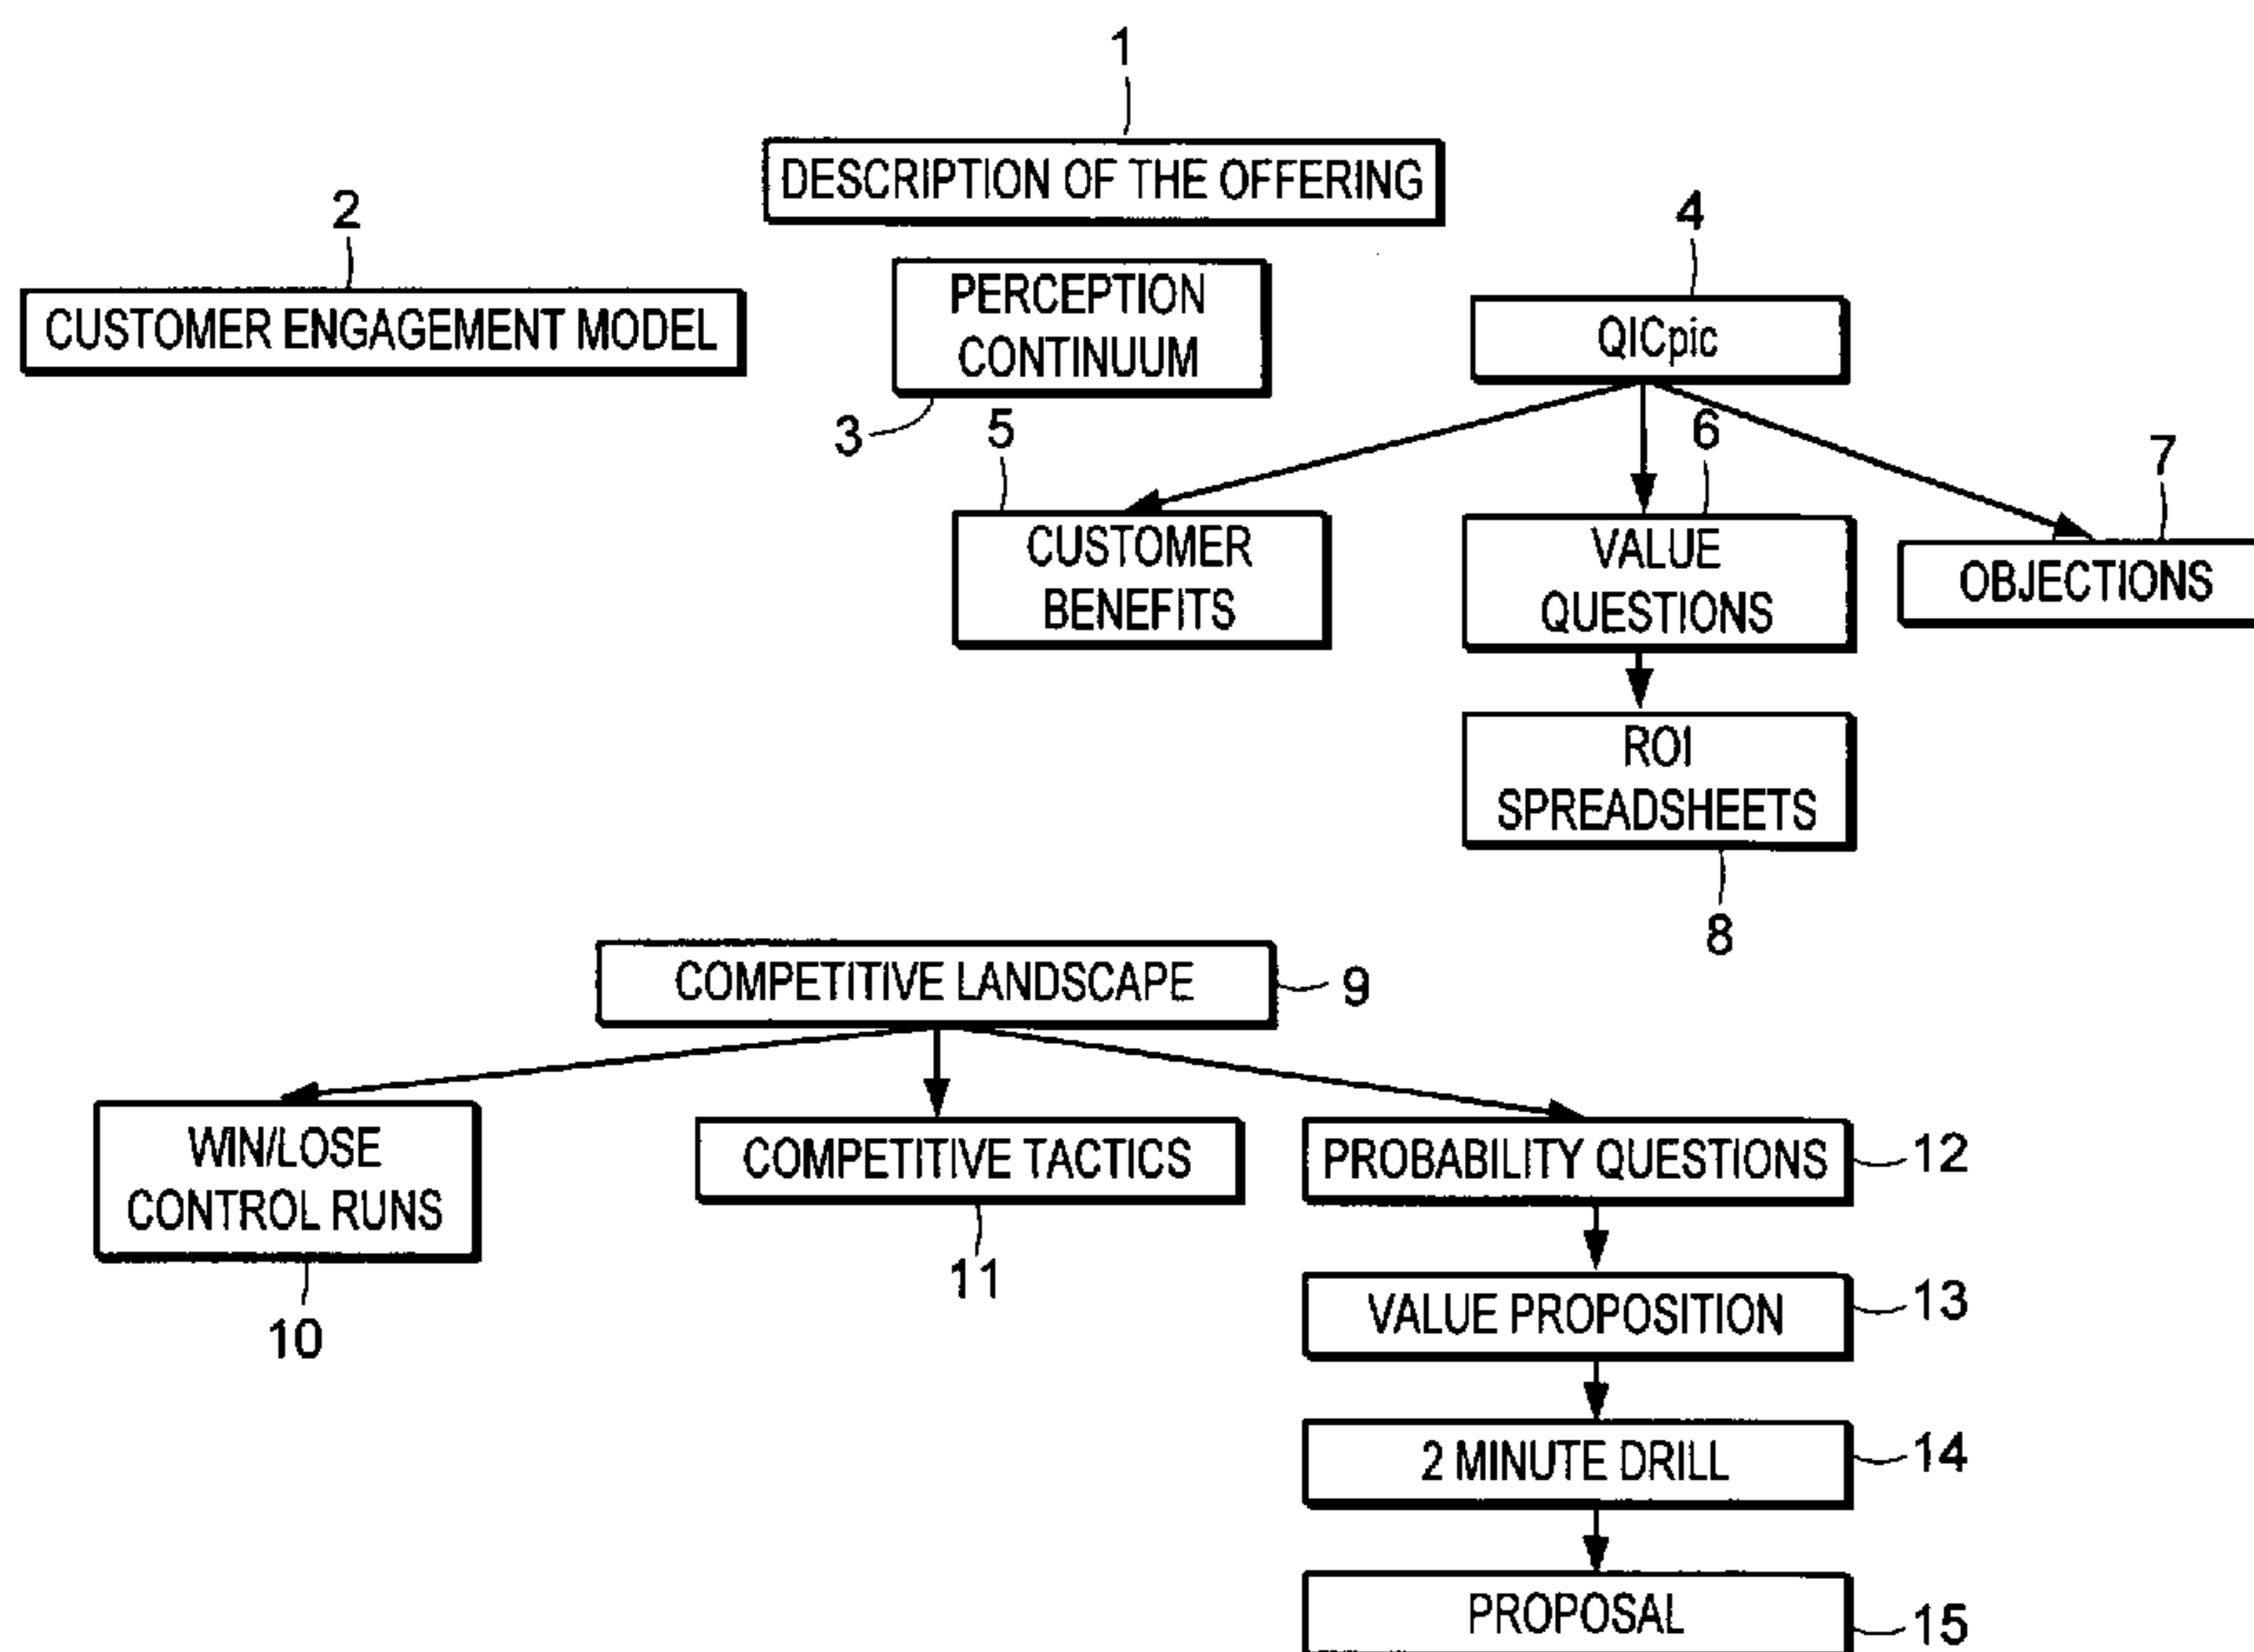 1
DESCRIPTION OF THE OFFERING
2
CUSTOMER ENGAGEMENT MODEL
PERCEPTION
CONTINUUM
3
4
QICpic
5
CUSTOMER
BENEFITS
6
VALUE
QUESTIONS
7
OBJECTIONS
ROI
SPREADSHEETS
8
COMPETITIVE LANDSCAPE
9
WIN/LOSE
CONTROL RUNS
10
COMPETITIVE TACTICS
11
PROBABILITY QUESTIONS
12
VALUE PROPOSITION
13
2 MINUTE DRILL
14
PROPOSAL
15